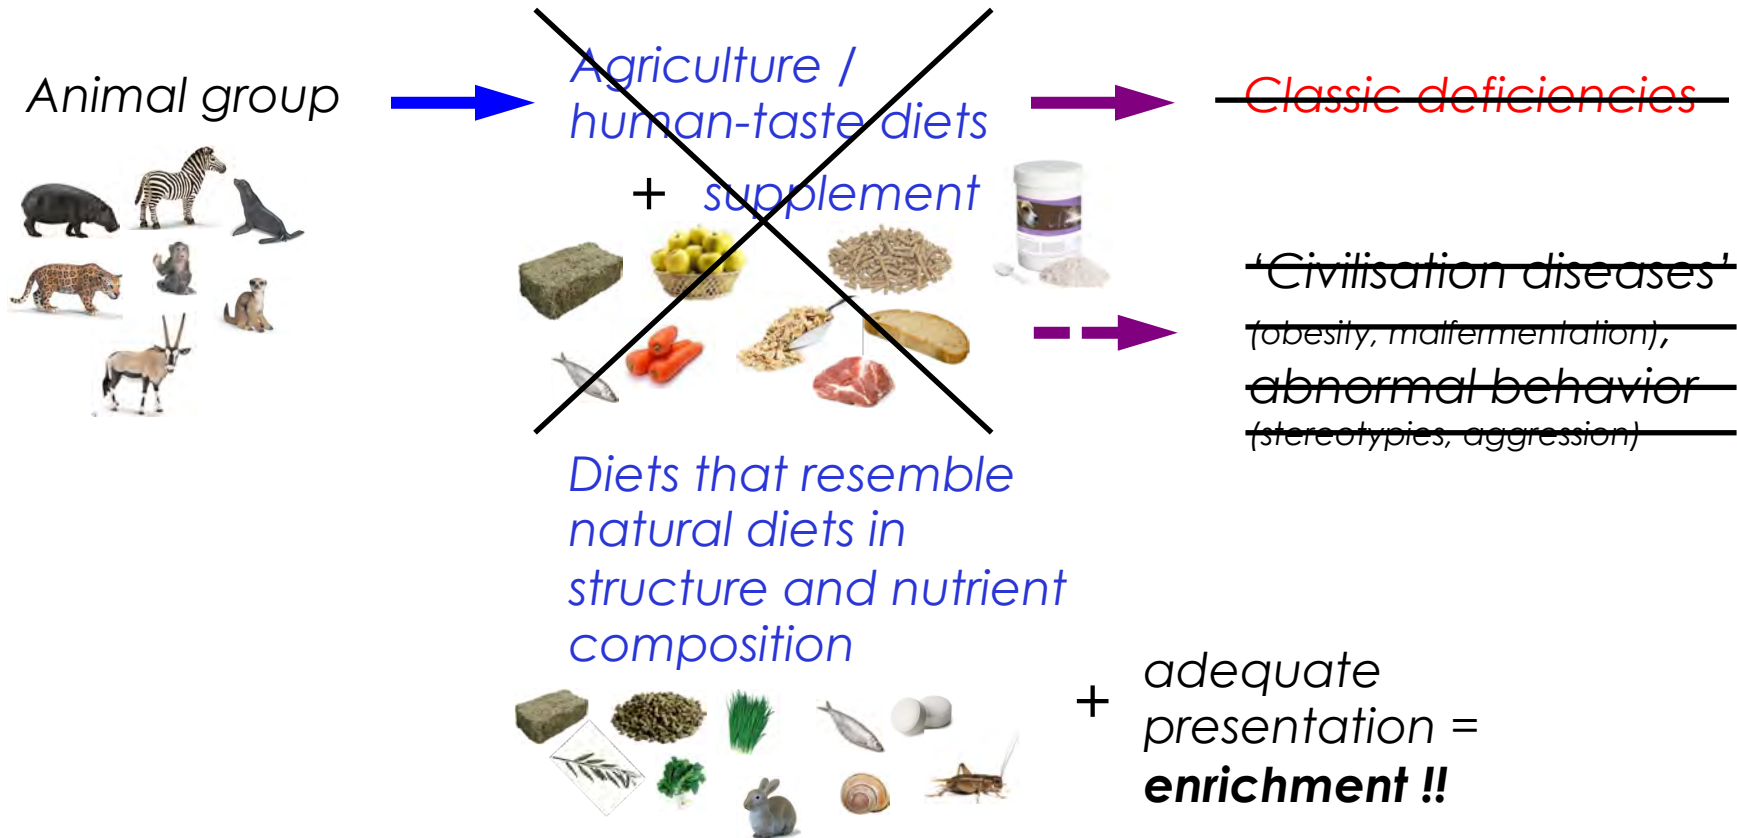 Animal group
Agriculture /
human-taste diets
+ supplement
Classic deficiencies
‘Civilisation diseases’
(obesity, malfermentation),
abnormal behavior
(stereotypies, aggression)
Diets that resemble
natural diets in
structure and nutrient
composition
+
adequate
presentation =
enrichment !!